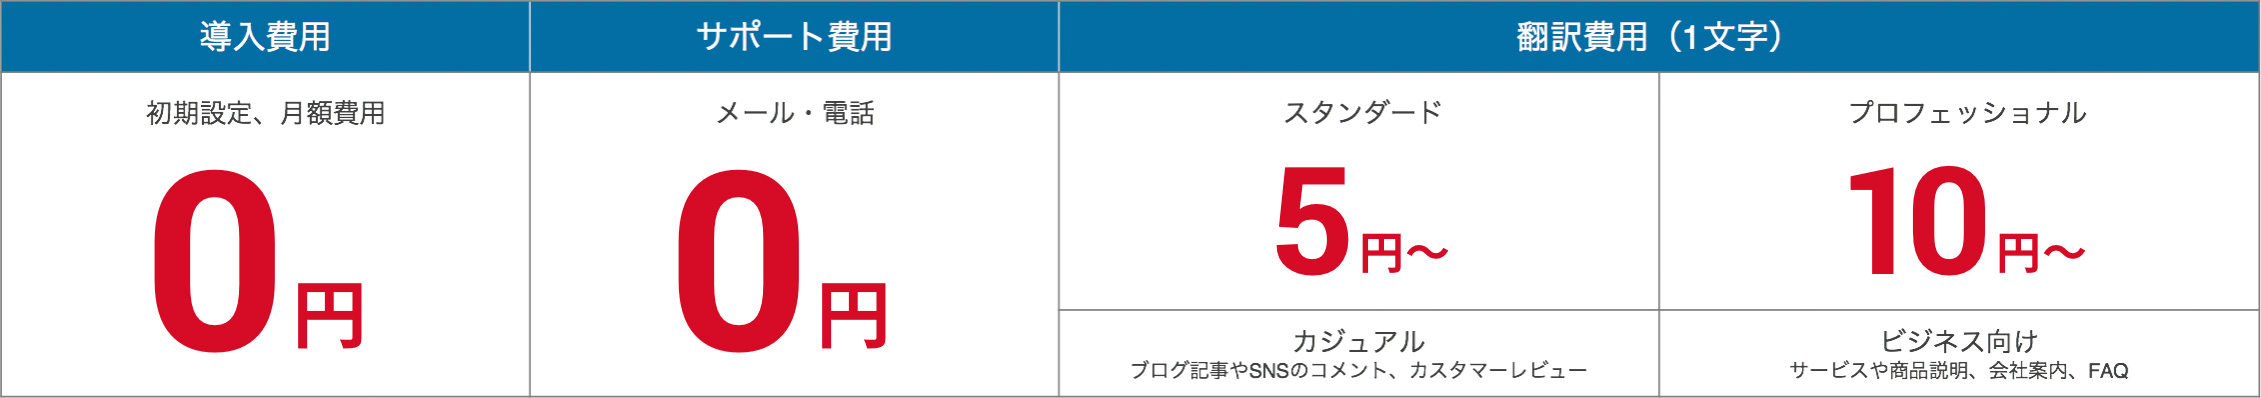 導入費用
サポート費用
翻訳費用（1文字）
初期設定、月額費用
0円
メール・電話
0円
スタンダード
5円～
プロフェッショナル
10円～
カジュアル
ブログ記事やSNSのコメント、カスタマーレビュー
ビジネス向け
サービスや商品説明、会社案内、FAQ